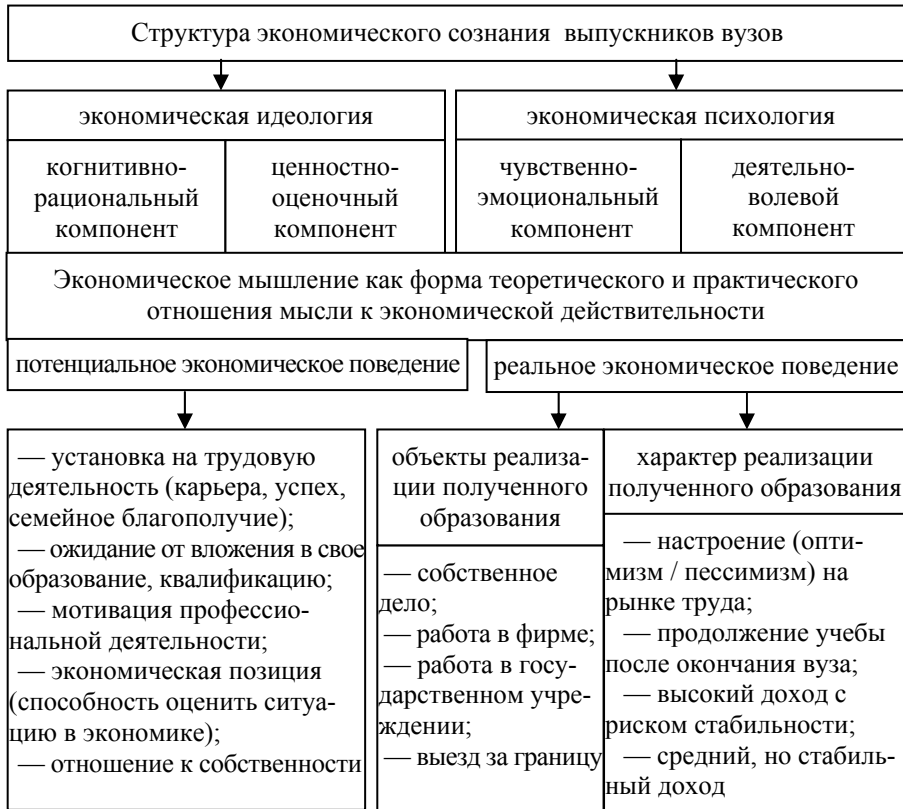 Структура экономического сознания выпускников вузов
экономическая идеология
экономическая психология
когнитивно-
рациональный
компонент
ценностно-
оценочный
компонент
чувственно-
эмоциональный
компонент
деятельно-
волевой
компонент
Экономическое мышление как форма теоретического и практического
отношения мысли к экономической действительности
потенциальное экономическое поведение
реальное экономическое поведение
— установка на трудовую
деятельность (карьера, успех,
семейное благополучие);
— ожидание от вложения в свое
образование, квалификацию;
— мотивация профессио-
нальной деятельности;
— экономическая позиция
(способность оценить ситуа-
цию в экономике);
— отношение к собственности
объекты реализа-
ции полученного
образования
— собственное
дело;
— работа в фирме;
— работа в госу-
дарственном учре-
ждении;
— выезд за границу
характер реализации
полученного образования
— настроение (опти-
мизм / пессимизм) на
рынке труда;
— продолжение учебы
после окончания вуза;
— высокий доход с
риском стабильности;
— средний, но стабиль-
ный доход